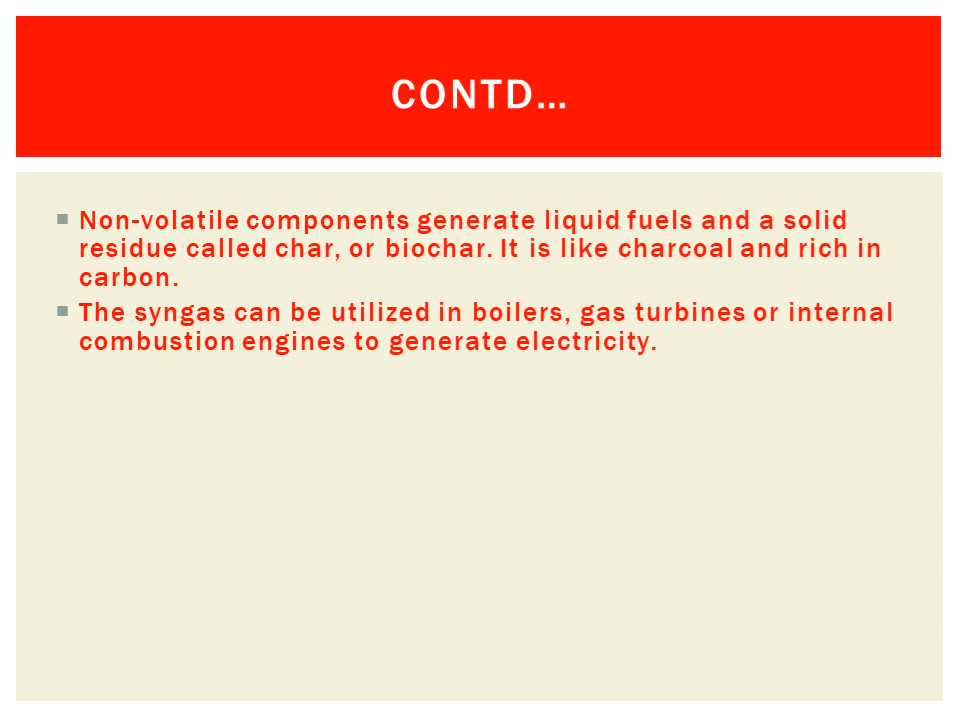 CONTD…
Non-volatile components generate liquid fuels and a solid
residue called char, or biochar. It is like charcoal and rich in
carbon.
The syngas can be utilized in boilers, gas turbines or internal
combustion engines to generate electricity.